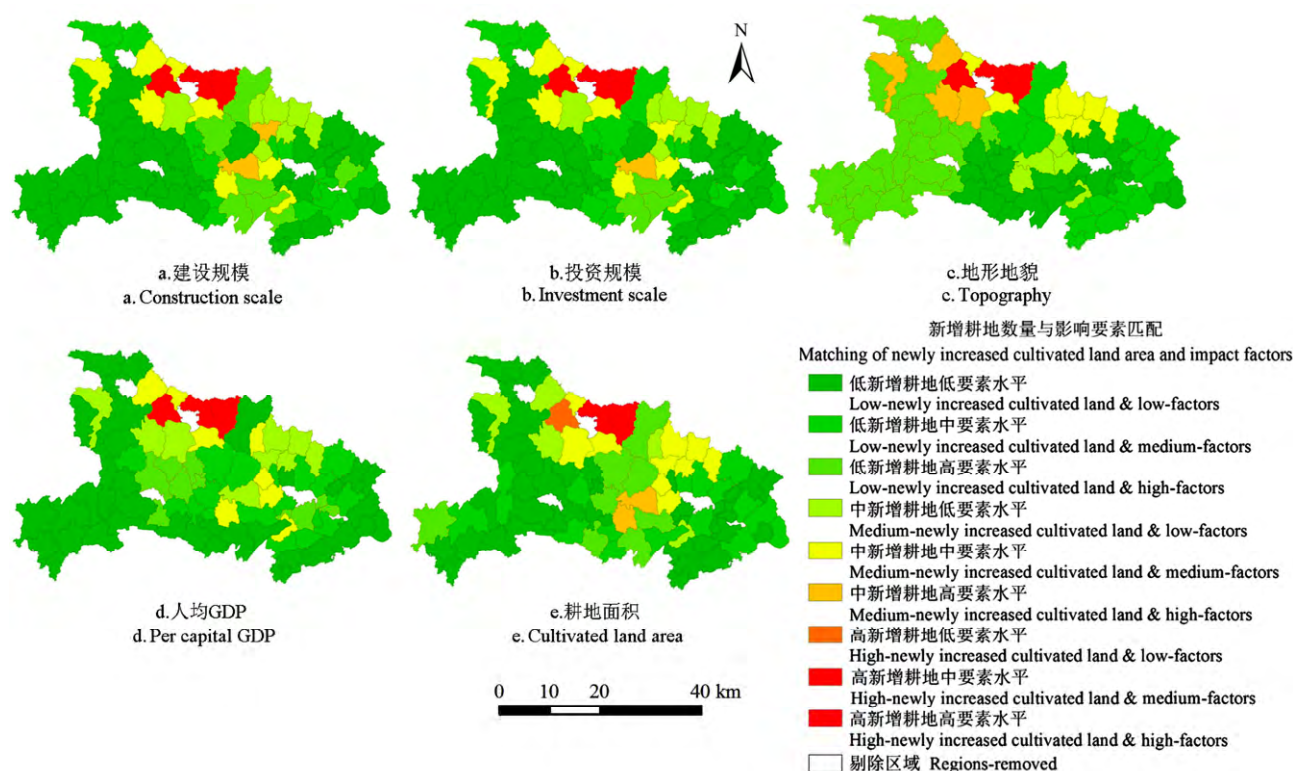 N
a.建设规模
a. Construction scale
b.投资规模
b. Investment scale
c.地形地貌
c. Topography
d.人均GDP
d. Per capital GDP
e.耕地面积
e. Cultivated land area
0 10 20 40 km
新增耕地数量与影响要素匹配
Matching of newly increased cultivated land area and impact factors
低新增耕地低要素水平
Low-newly increased cultivated land & low-factors
低新增耕地中要素水平
Low-newly increased cultivated land & medium-factors
低新增耕地高要素水平
Low-newly increased cultivated land & high-factors
中新增耕地低要素水平
Medium-newly increased cultivated land & low-factors
中新增耕地中要素水平
Medium-newly increased cultivated land & medium-factors
中新增耕地高要素水平
Medium-newly increased cultivated land & high-factors
高新增耕地低要素水平
High-newly increased cultivated land & low-factors
高新增耕地中要素水平
High-newly increased cultivated land & medium-factors
高新增耕地高要素水平
High-newly increased cultivated land & high-factors
剔除区域 Regions-removed